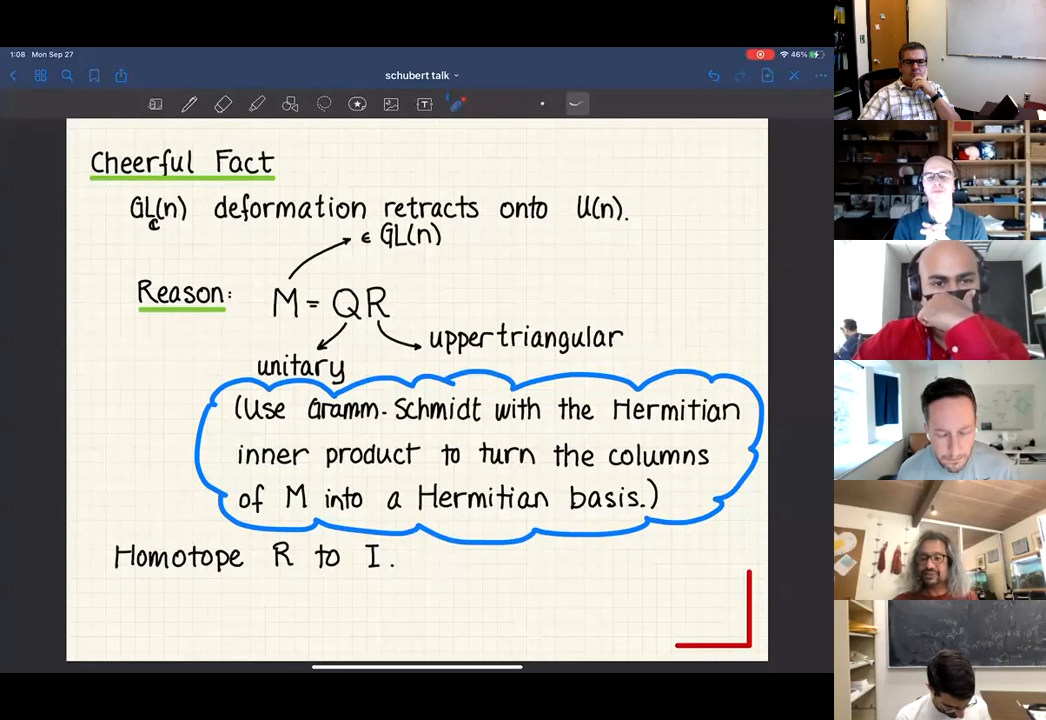 1:08 Mon Sep 27
46%
schubert talk
Cheerful Fact
GL(n) deformation retracts onto U(n).
ℂ
∈ GL(n)
Reason:
M = QR
uppertriangular
unitary
(Use Gramm-Schmidt with the Hermitian
inner product to turn the columns
of M into a Hermitian basis.)
Homotope R to I.